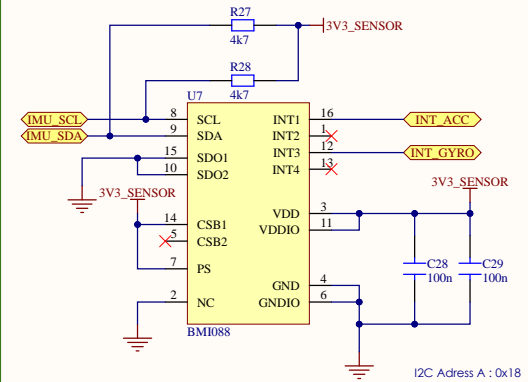 R27
4k7
3V3_SENSOR
R28
4k7
U7
IMU_SCL 8 SCL INT1 16 INT_ACC
IMU_SDA 9 SDA INT2 1
15 SDO1 INT3 12 INT_GYRO
10 SDO2 INT4 13
3V3_SENSOR 3V3_SENSOR
14 CSB1 VDD 3
5 CSB2 VDDIO 11
7 PS C28 C29
100n 100n
2 NC GND 4
GNDIO 6
BMI088
I2C Adress A : 0x18